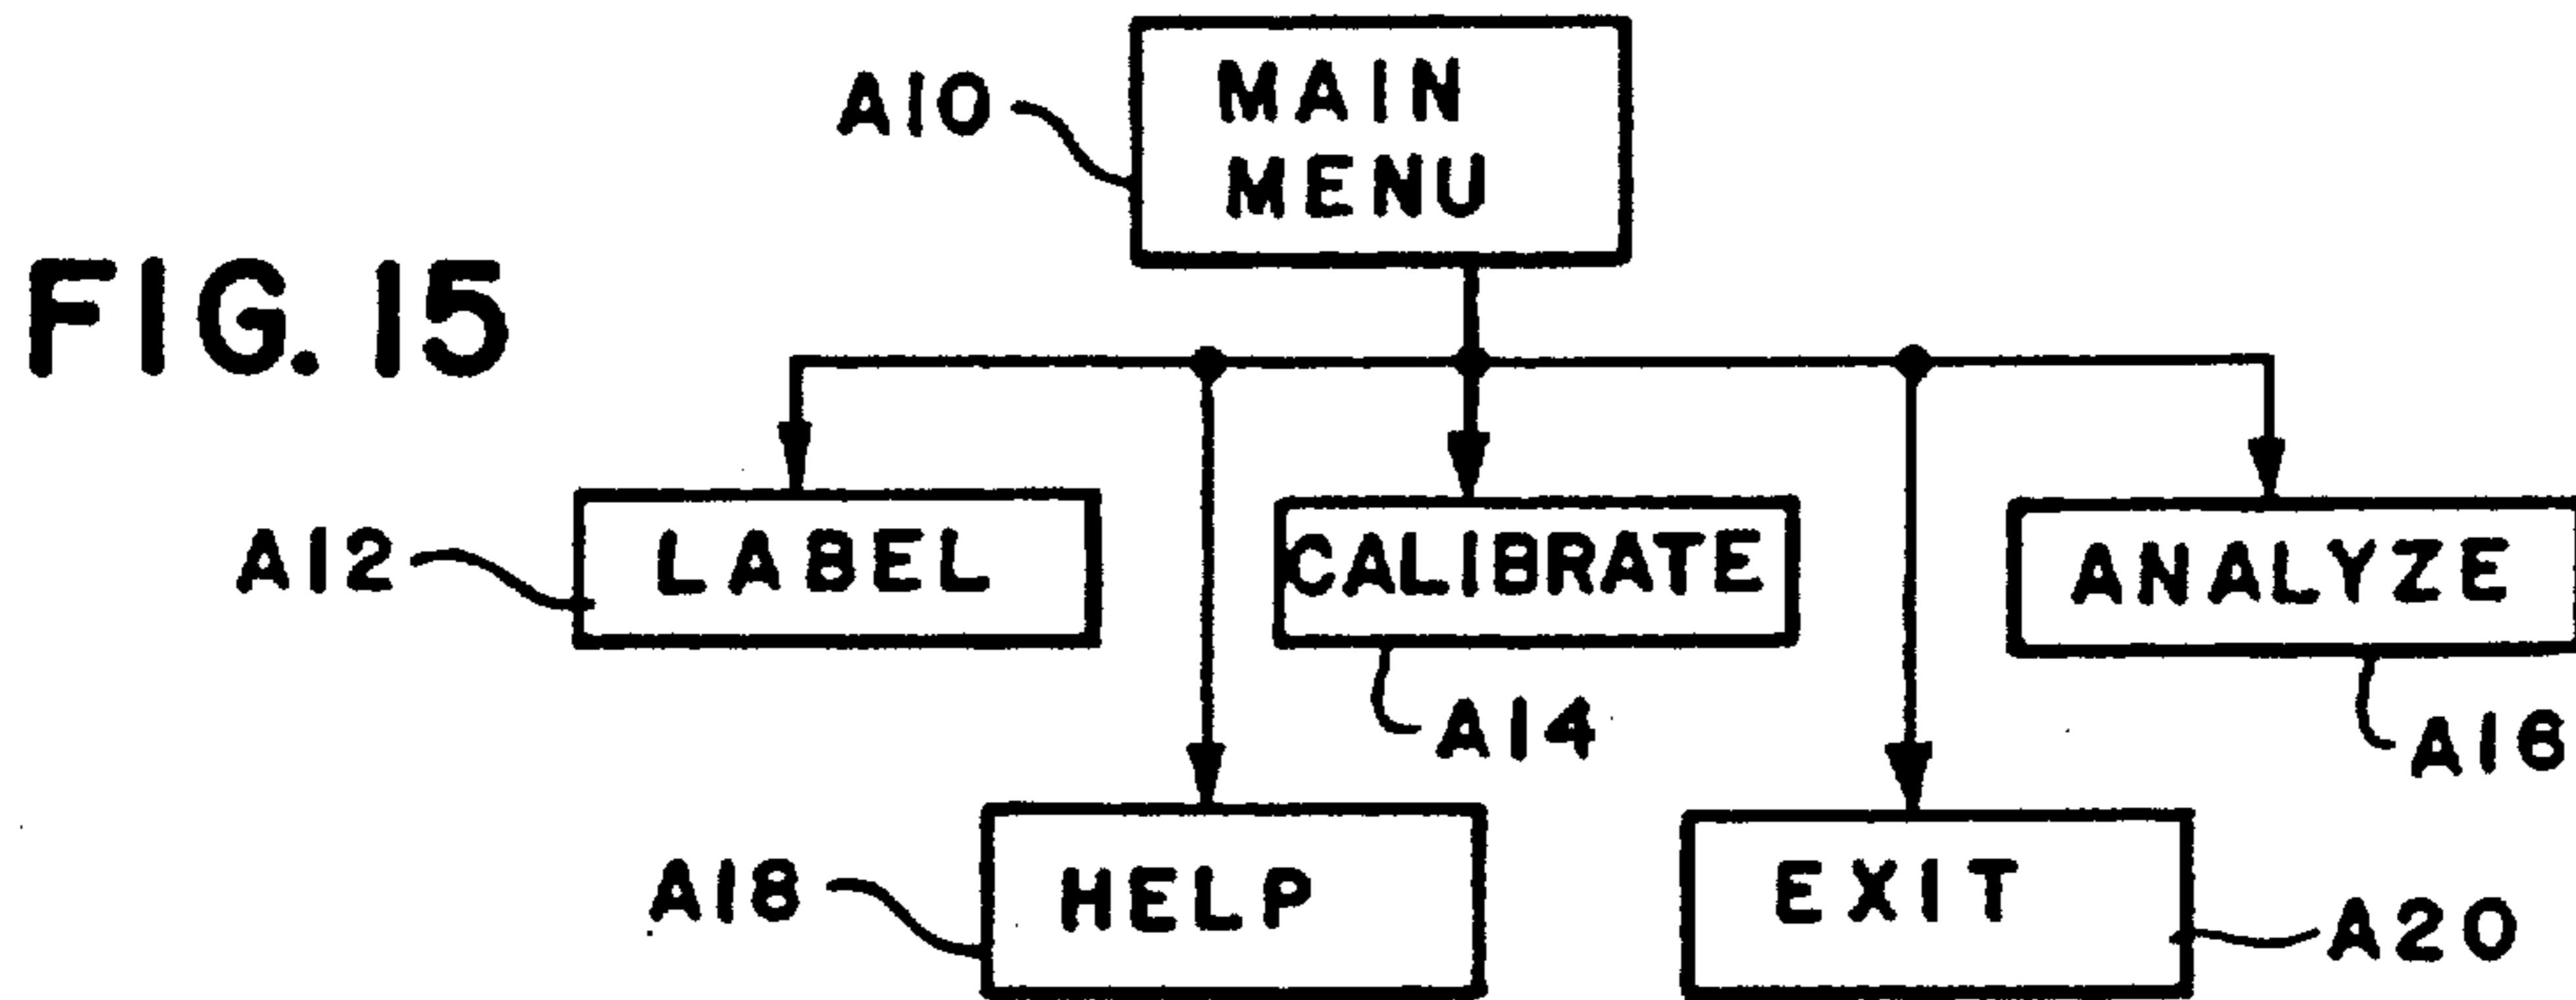 A10
MAIN
MENU
FIG. 15
A12
LABEL
CALIBRATE
ANALYZE
A14
A16
A18
HELP
EXIT
A20